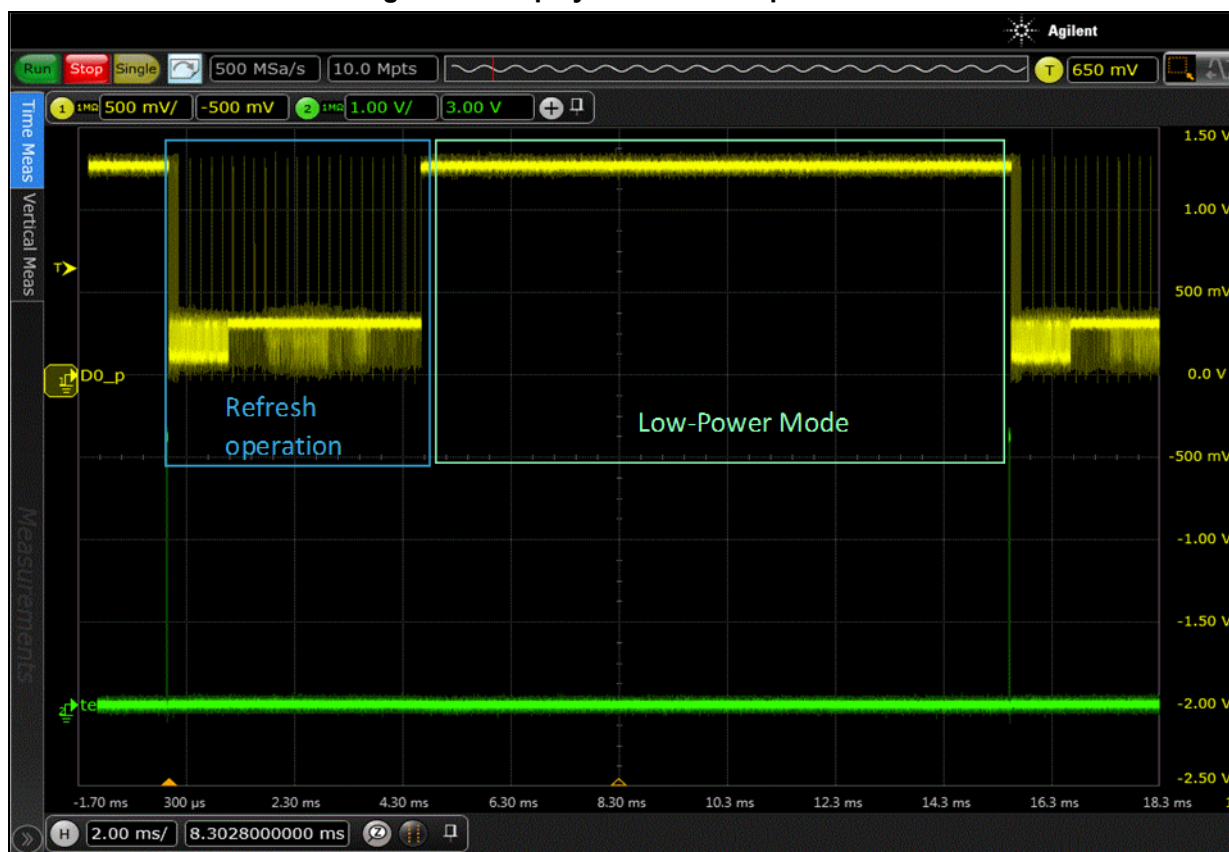 Agilent
Run Stop Single 500 MSa/s 10.0 Mpts T 650 mV
1 1MΩ 500 mV/ -500 mV 2 1MΩ 1.00 V/ 3.00 V
Time Meas
Vertical Meas
Measurements
1.50 V
1.00 V
T
500 mV
1 D0_p
0.0 V
Refresh
operation
Low-Power Mode
-500 mV
-1.00 V
-1.50 V
2 te
-2.00 V
-2.50 V
-1.70 ms 300 µs 2.30 ms 4.30 ms 6.30 ms 8.30 ms 10.3 ms 12.3 ms 14.3 ms 16.3 ms 18.3 ms
H 2.00 ms/ 8.3028000000 ms Z